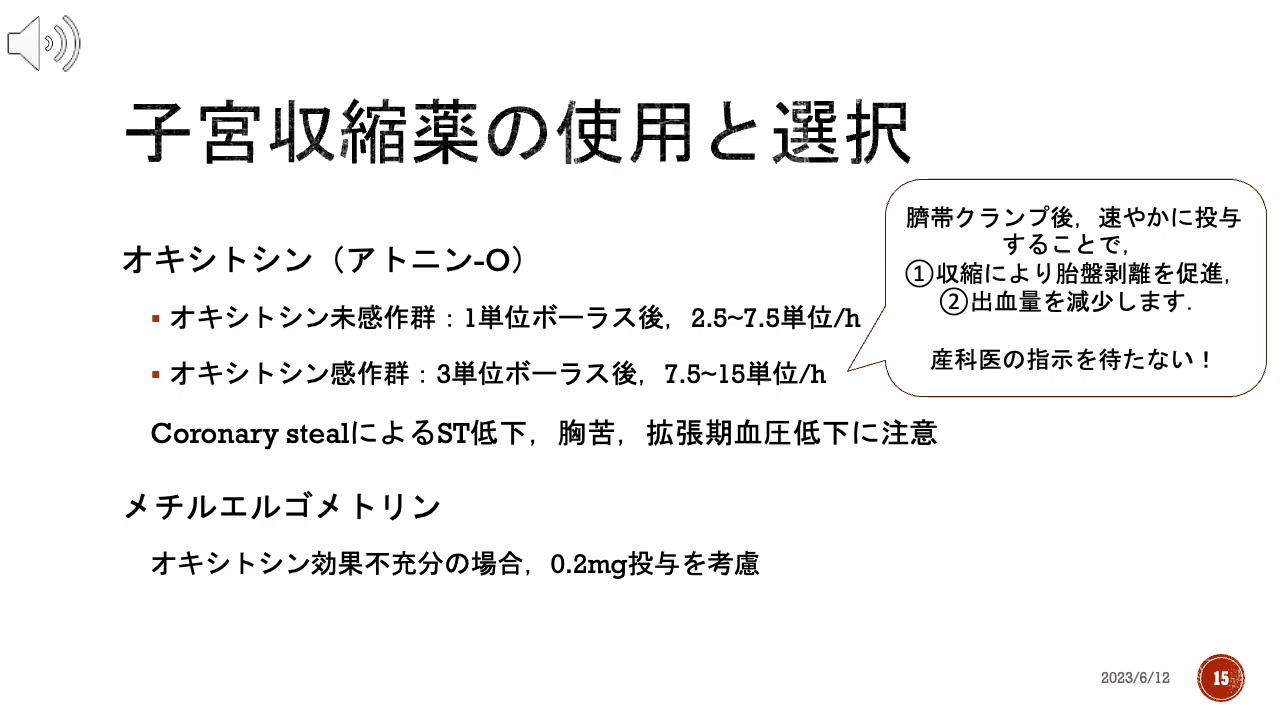 子宮収縮薬の使用と選択
オキシトシン（アトニン-O）
▪ オキシトシン未感作群：1単位ボーラス後，2.5~7.5単位/h
▪ オキシトシン感作群：3単位ボーラス後，7.5~15単位/h
Coronary stealによるST低下，胸苦，拡張期血圧低下に注意
メチルエルゴメトリン
オキシトシン効果不充分の場合，0.2mg投与を考慮
臍帯クランプ後，速やかに投与
することで，
①収縮により胎盤剥離を促進，
②出血量を減少します.
産科医の指示を待たない！
2023/6/12
15